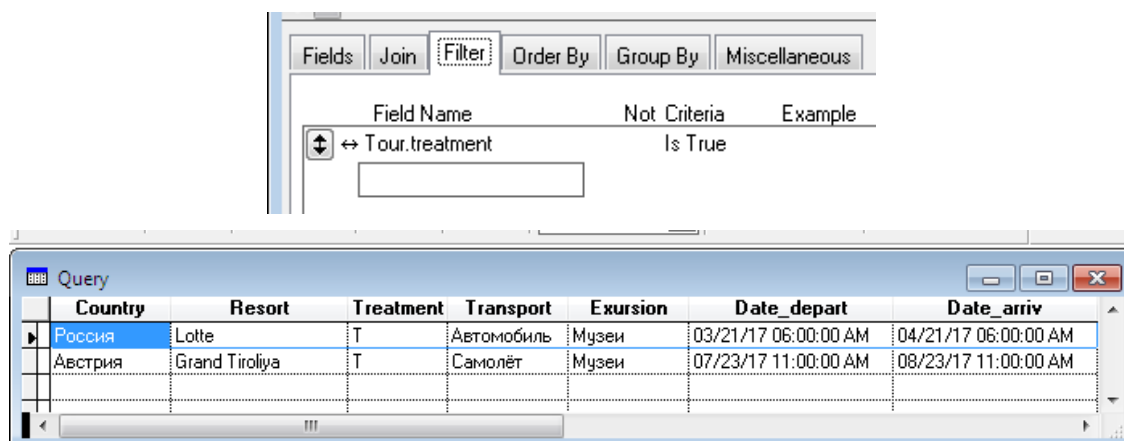 Fields Join Filter Order By Group By Miscellaneous
Field Name Not Criteria Example
Tour.treatment Is True
Query
Country Resort Treatment Transport Exursion Date_depart Date_arriv
Россия Lotte T Автомобиль Музеи 03/21/17 06:00:00 AM 04/21/17 06:00:00 AM
Австрия Grand Tiroliya T Самолёт Музеи 07/23/17 11:00:00 AM 08/23/17 11:00:00 AM